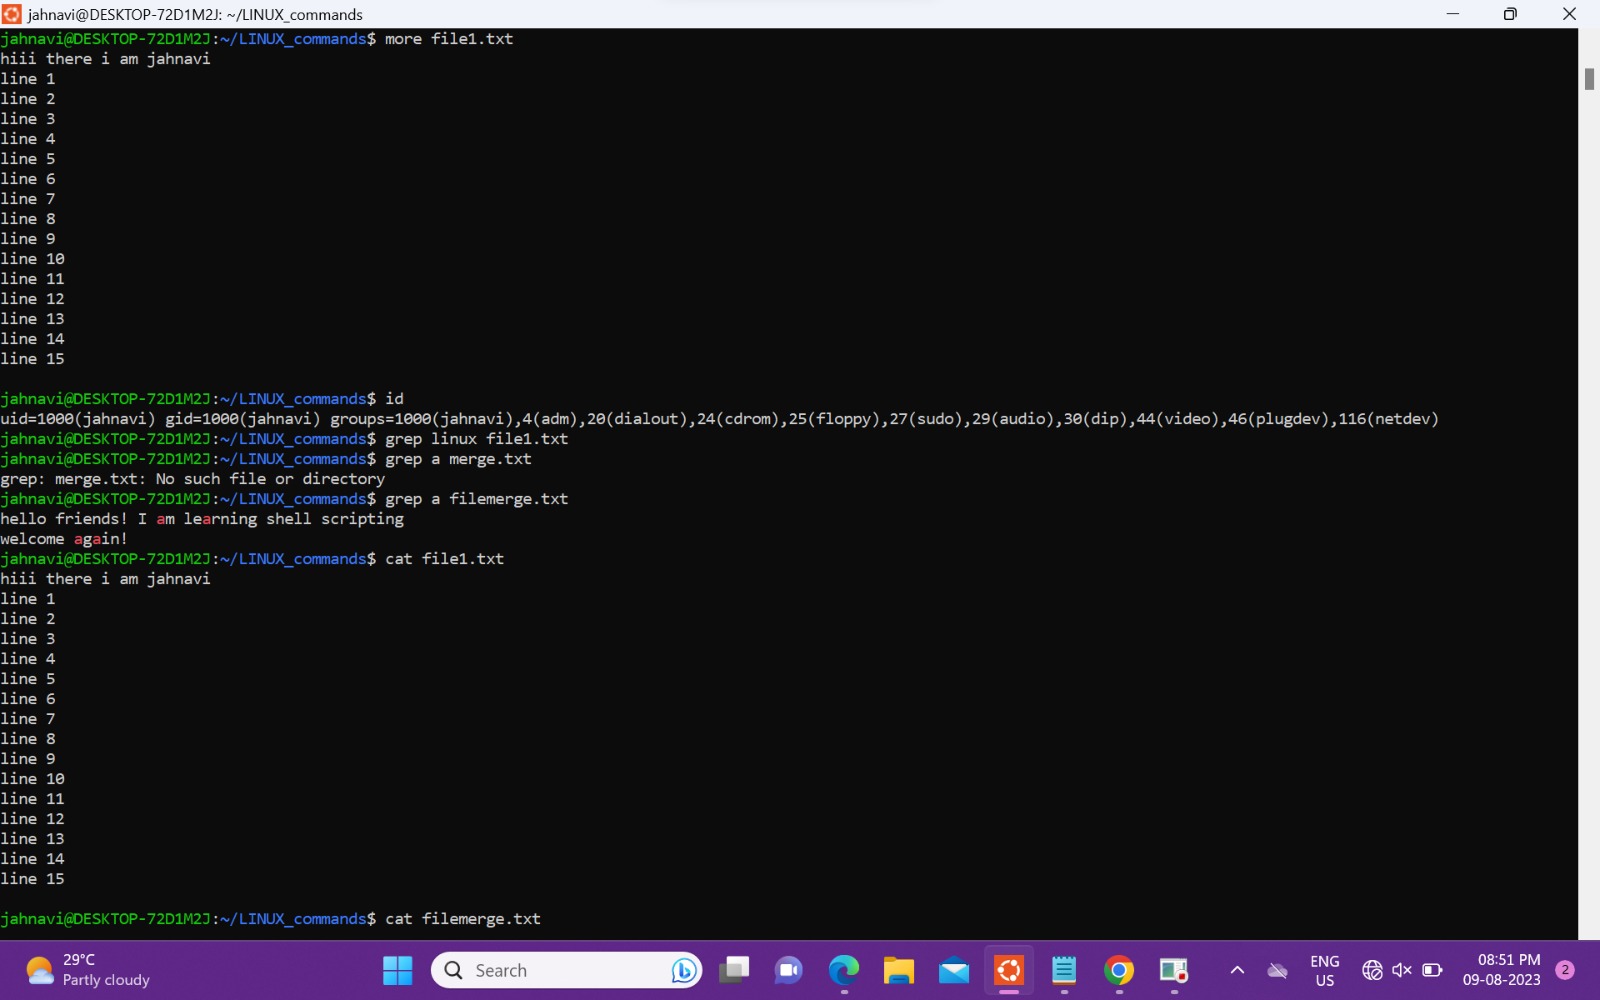 jahnavi@DESKTOP-72D1M2J: ~/LINUX_commands
jahnavi@DESKTOP-72D1M2J:~/LINUX_commands$ more file1.txt
hiii there i am jahnavi
line 1
line 2
line 3
line 4
line 5
line 6
line 7
line 8
line 9
line 10
line 11
line 12
line 13
line 14
line 15
jahnavi@DESKTOP-72D1M2J:~/LINUX_commands$ id
uid=1000(jahnavi) gid=1000(jahnavi) groups=1000(jahnavi),4(adm),20(dialout),24(cdrom),25(floppy),27(sudo),29(audio),30(dip),44(video),46(plugdev),116(netdev)
jahnavi@DESKTOP-72D1M2J:~/LINUX_commands$ grep linux file1.txt
jahnavi@DESKTOP-72D1M2J:~/LINUX_commands$ grep a merge.txt
grep: merge.txt: No such file or directory
jahnavi@DESKTOP-72D1M2J:~/LINUX_commands$ grep a filemerge.txt
hello friends! I am learning shell scripting
welcome again!
jahnavi@DESKTOP-72D1M2J:~/LINUX_commands$ cat file1.txt
hiii there i am jahnavi
line 1
line 2
line 3
line 4
line 5
line 6
line 7
line 8
line 9
line 10
line 11
line 12
line 13
line 14
line 15
jahnavi@DESKTOP-72D1M2J:~/LINUX_commands$ cat filemerge.txt
29°C
Partly cloudy
Search
ENG
US
08:51 PM
09-08-2023
2